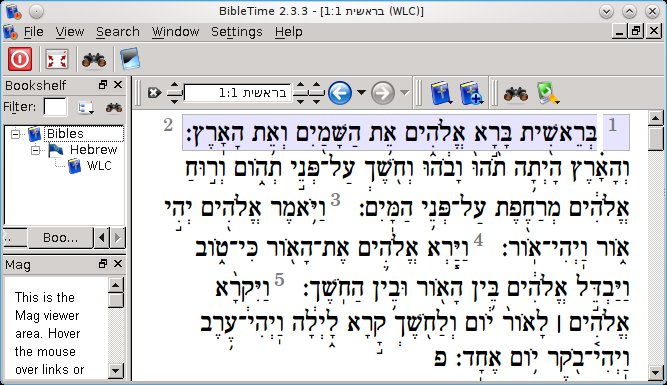 BibleTime 2.3.3 - [בראשית 1:1 (WLC)]
File View Search Window Settings Help
Bookshelf
Filter:
Bibles
Hebrew
WLC
... Boo...
Mag
This is the
Mag viewer
area. Hover
the mouse
over links or
בראשית 1:1
1 בְּרֵאשִׁ֖ית בָּרָ֣א אֱלֹהִ֑ים אֵ֥ת הַשָּׁמַ֖יִם וְאֵ֥ת הָאָֽרֶץ׃ 2
וְהָאָ֗רֶץ הָיְתָ֥ה תֹ֙הוּ֙ וָבֹ֔הוּ וְחֹ֖שֶׁךְ עַל־פְּנֵ֣י תְה֑וֹם וְר֣וּחַ
אֱלֹהִ֔ים מְרַחֶ֖פֶת עַל־פְּנֵ֥י הַמָּֽיִם׃ 3 וַיֹּ֥אמֶר אֱלֹהִ֖ים יְהִ֣י
א֑וֹר וַֽיְהִי־אֽוֹר׃ 4 וַיַּ֧רְא אֱלֹהִ֛ים אֶת־הָא֖וֹר כִּי־ט֑וֹב
וַיַּבְדֵּ֣ל אֱלֹהִ֔ים בֵּ֥ין הָא֖וֹר וּבֵ֥ין הַחֹֽשֶׁךְ׃ 5 וַיִּקְרָ֨א
אֱלֹהִ֤ים ׀ לָאוֹר֙ י֔וֹם וְלַחֹ֖שֶׁךְ קָ֣רָא לָ֑יְלָה וַֽיְהִי־עֶ֥רֶב
וַֽיְהִי־בֹ֖קֶר י֥וֹם אֶחָֽד׃ פ